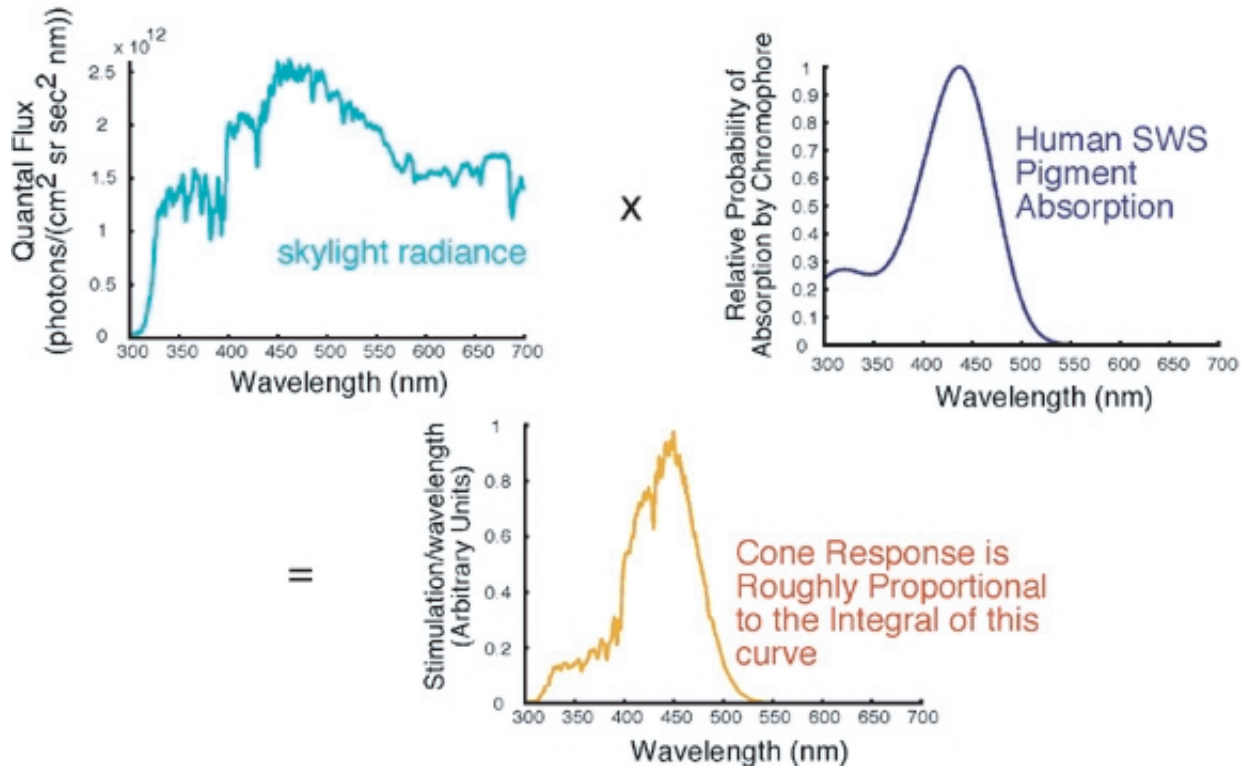 x 10¹²
Quantal Flux
(photons/(cm² sr sec² nm))
2.5
2
1.5
1
0.5
0
300 350 400 450 500 550 600 650 700
Wavelength (nm)
skylight radiance
x
Relative Probability of
Absorption by Chromophore
1
0.9
0.8
0.7
0.6
0.5
0.4
0.3
0.2
0.1
0
300 350 400 450 500 550 600 650 700
Wavelength (nm)
Human SWS
Pigment
Absorption
=
Stimulation/wavelength
(Arbitrary Units)
1
0.8
0.6
0.4
0.2
0
300 350 400 450 500 550 600 650 700
Wavelength (nm)
Cone Response is
Roughly Proportional
to the Integral of this
curve